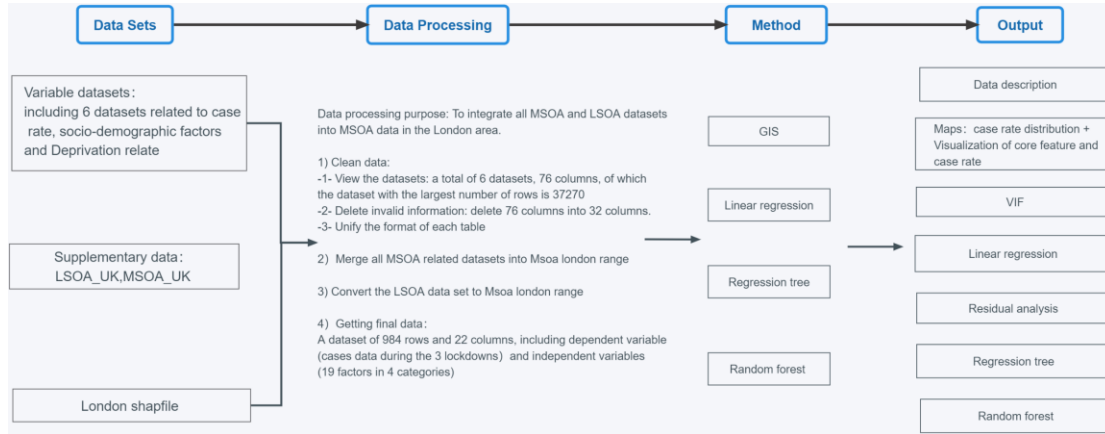 Data Sets
Data Processing
Method
Output
Variable datasets：
including 6 datasets related to case
rate, socio-demographic factors
and Deprivation relate
Supplementary data：
LSOA_UK,MSOA_UK
London shapfile
Data processing purpose: To integrate all MSOA and LSOA datasets
into MSOA data in the London area.
1) Clean data:
-1- View the datasets: a total of 6 datasets, 76 columns, of which
the dataset with the largest number of rows is 37270
-2- Delete invalid information: delete 76 columns into 32 columns.
-3- Unify the format of each table
2） Merge all MSOA related datasets into Msoa london range
3) Convert the LSOA data set to Msoa london range
4） Getting final data：
A dataset of 984 rows and 22 columns, including dependent variable
(cases data during the 3 lockdowns） and independent variables
(19 factors in 4 categories)
GIS
Linear regression
Regression tree
Random forest
Data description
Maps：case rate distribution +
Visualization of core feature and
case rate
VIF
Linear regression
Residual analysis
Regression tree
Random forest